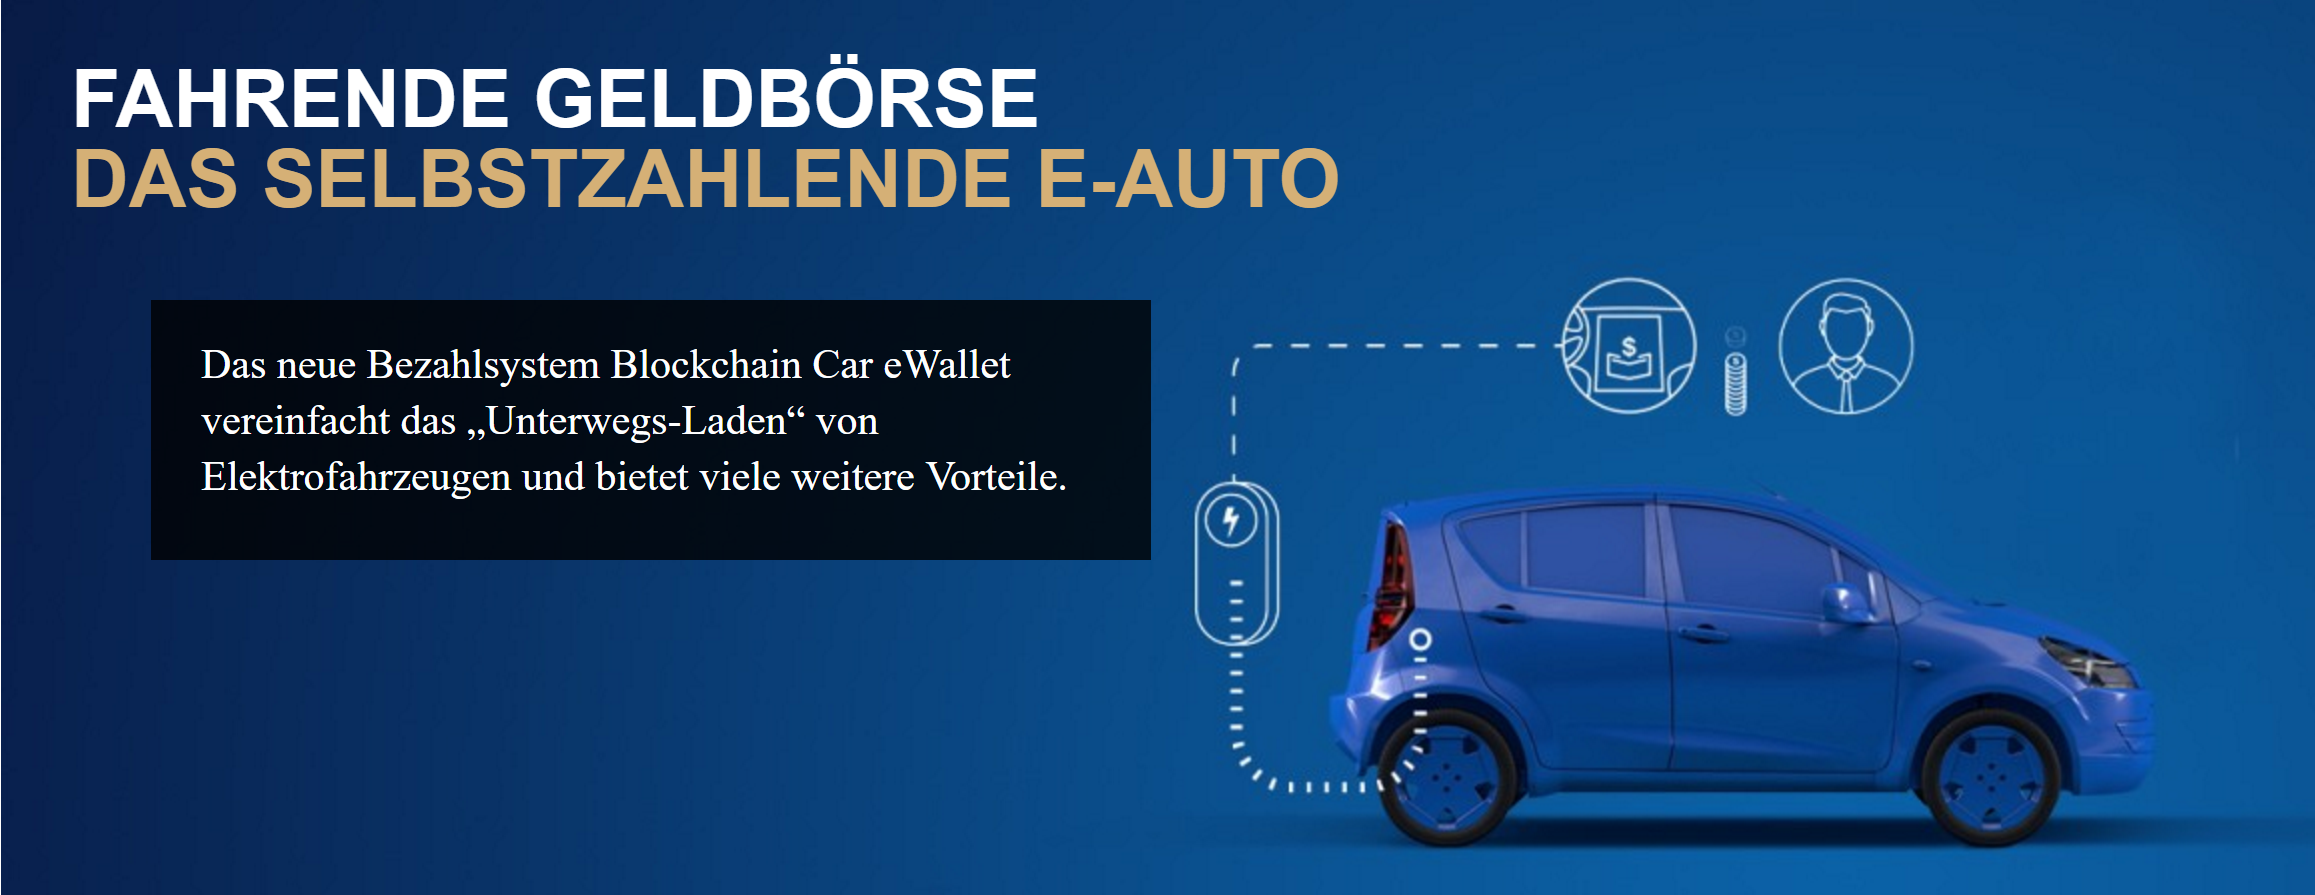 FAHRENDE GELDBÖRSE
DAS SELBSTZAHLENDE E-AUTO
Das neue Bezahlsystem Blockchain Car eWallet
vereinfacht das „Unterwegs-Laden“ von
Elektrofahrzeugen und bietet viele weitere Vorteile.
$